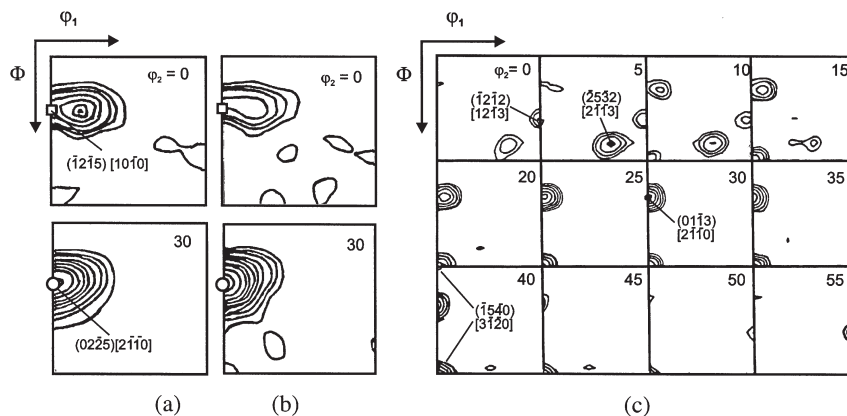 φ₁
Φ
φ₂ = 0
(1̄21̄5) [101̄0]
φ₂ = 0
30
(022̄5)[21̄1̄0]
30
(a)
(b)
φ₁
Φ
φ₂= 0
5
10
15
(1̄21̄2)
[121̄3]
(2̄53̄2)
[21̄1̄3]
20
25
30
35
(011̄3)
[21̄1̄0]
40
45
50
55
(1̄54̄0)
[31̄2̄0]
(c)